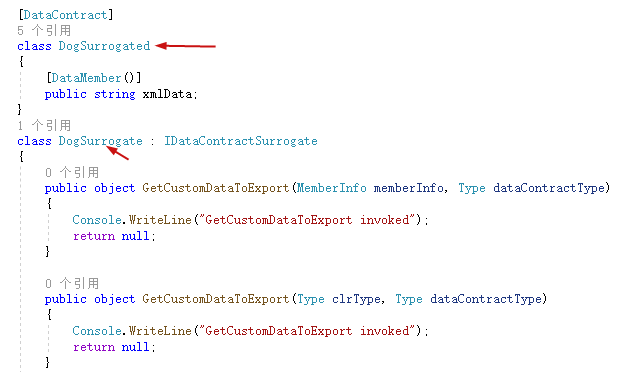 [DataContract]
5 个引用
class DogSurrogated
{
[DataMember()]
public string xmlData;
}
1 个引用
class DogSurrogate : IDataContractSurrogate
{
0 个引用
public object GetCustomDataToExport(MemberInfo memberInfo, Type dataContractType)
{
Console.WriteLine("GetCustomDataToExport invoked");
return null;
}
0 个引用
public object GetCustomDataToExport(Type clrType, Type dataContractType)
{
Console.WriteLine("GetCustomDataToExport invoked");
return null;
}